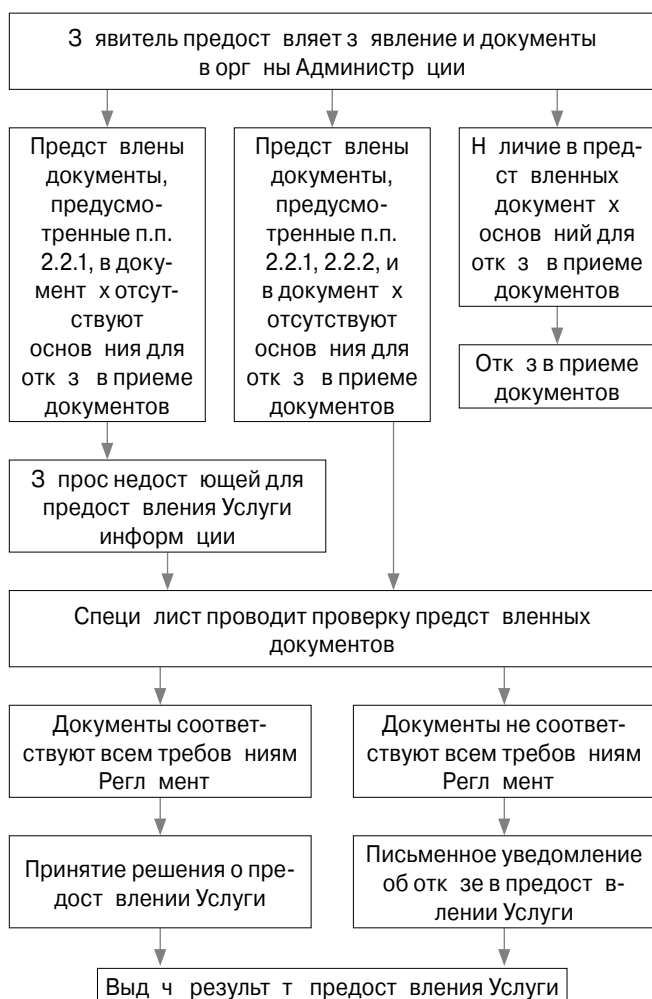 З явитель предост вляет з явление и документы
в орг ны Администр ции
Предст влены
документы,
предусмо-
тренные п.п.
2.2.1, в доку-
мент х отсут-
ствуют
основ ния для
отк з в приеме
документов
Предст влены
документы,
предусмо-
тренные п.п.
2.2.1, 2.2.2, и
в документ х
отсутствуют
основ ния для
отк з в приеме
документов
Н личие в пред-
ст вленных
документ х
основ ний для
отк з в приеме
документов
Отк з в приеме
документов
З прос недост ющей для
предост вления Услуги
информ ции
Специ лист проводит проверку предст вленных
документов
Документы соответ-
ствуют всем требов ниям
Регл мент
Документы не соответ-
ствуют всем требов ниям
Регл мент
Принятие решения о пре-
дост влении Услуги
Письменное уведомление
об отк зе в предост в-
лении Услуги
Выд ч результ т предост вления Услуги